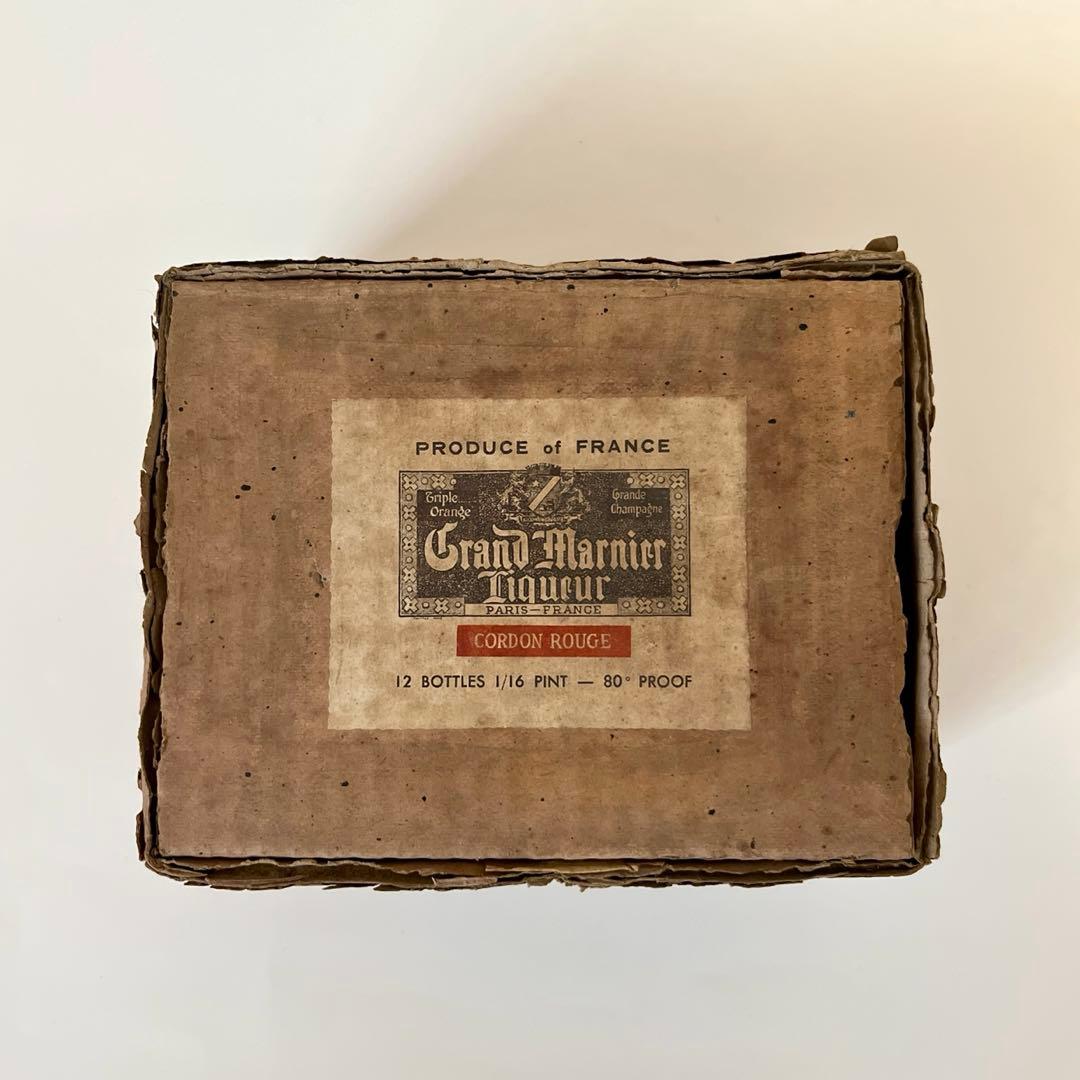 PRODUCE of FRANCE
Triple Orange
Grande Champagne
Grand Marnier
Liqueur
PARIS—FRANCE
CORDON ROUGE
12 BOTTLES 1/16 PINT — 80° PROOF